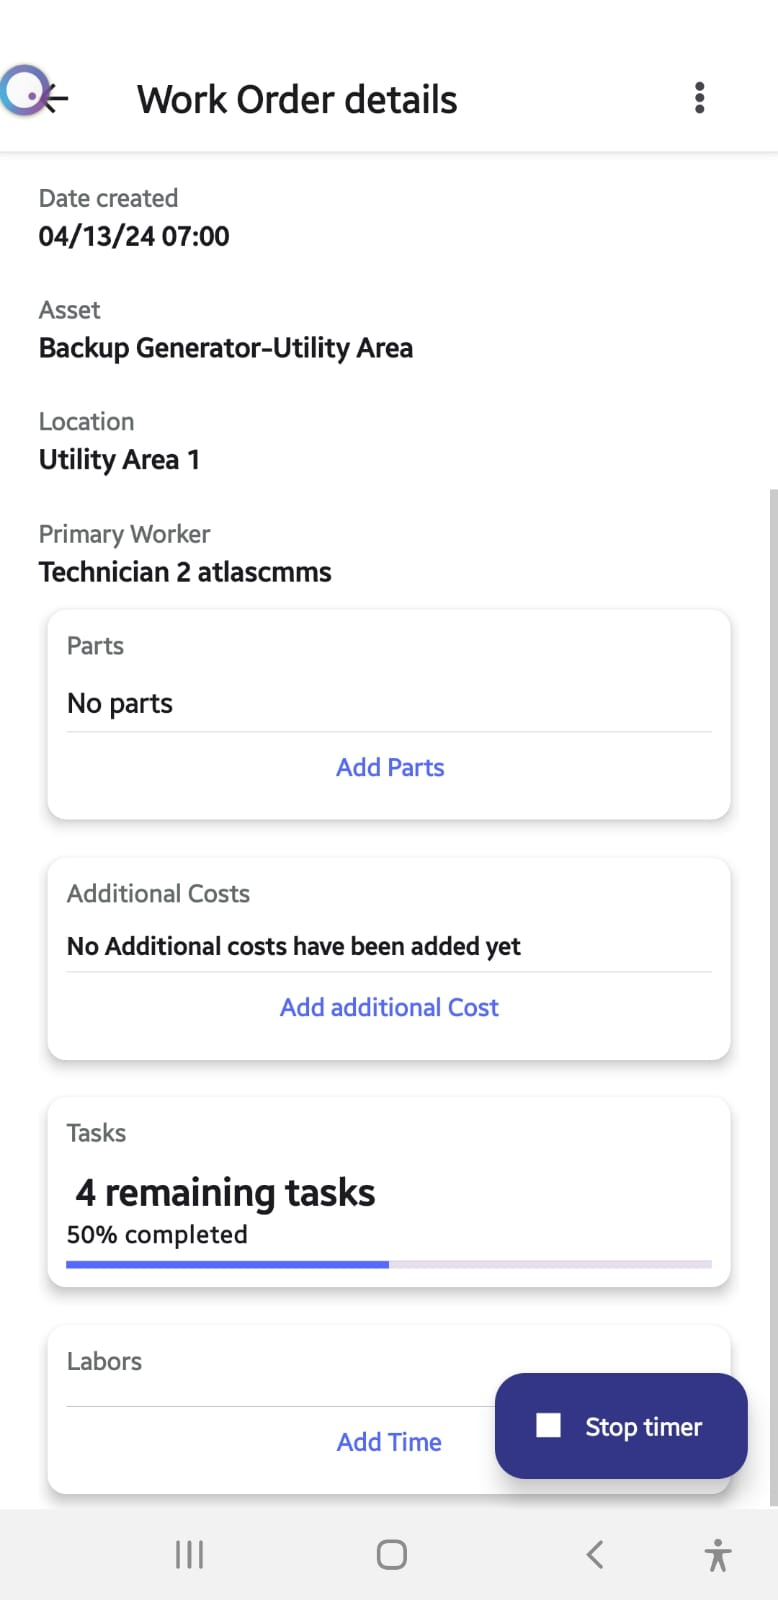 Work Order details
Date created
04/13/24 07:00
Asset
Backup Generator-Utility Area
Location
Utility Area 1
Primary Worker
Technician 2 atlascmms
Parts
No parts
Add Parts
Additional Costs
No Additional costs have been added yet
Add additional Cost
Tasks
4 remaining tasks
50% completed
Labors
Add Time
Stop timer